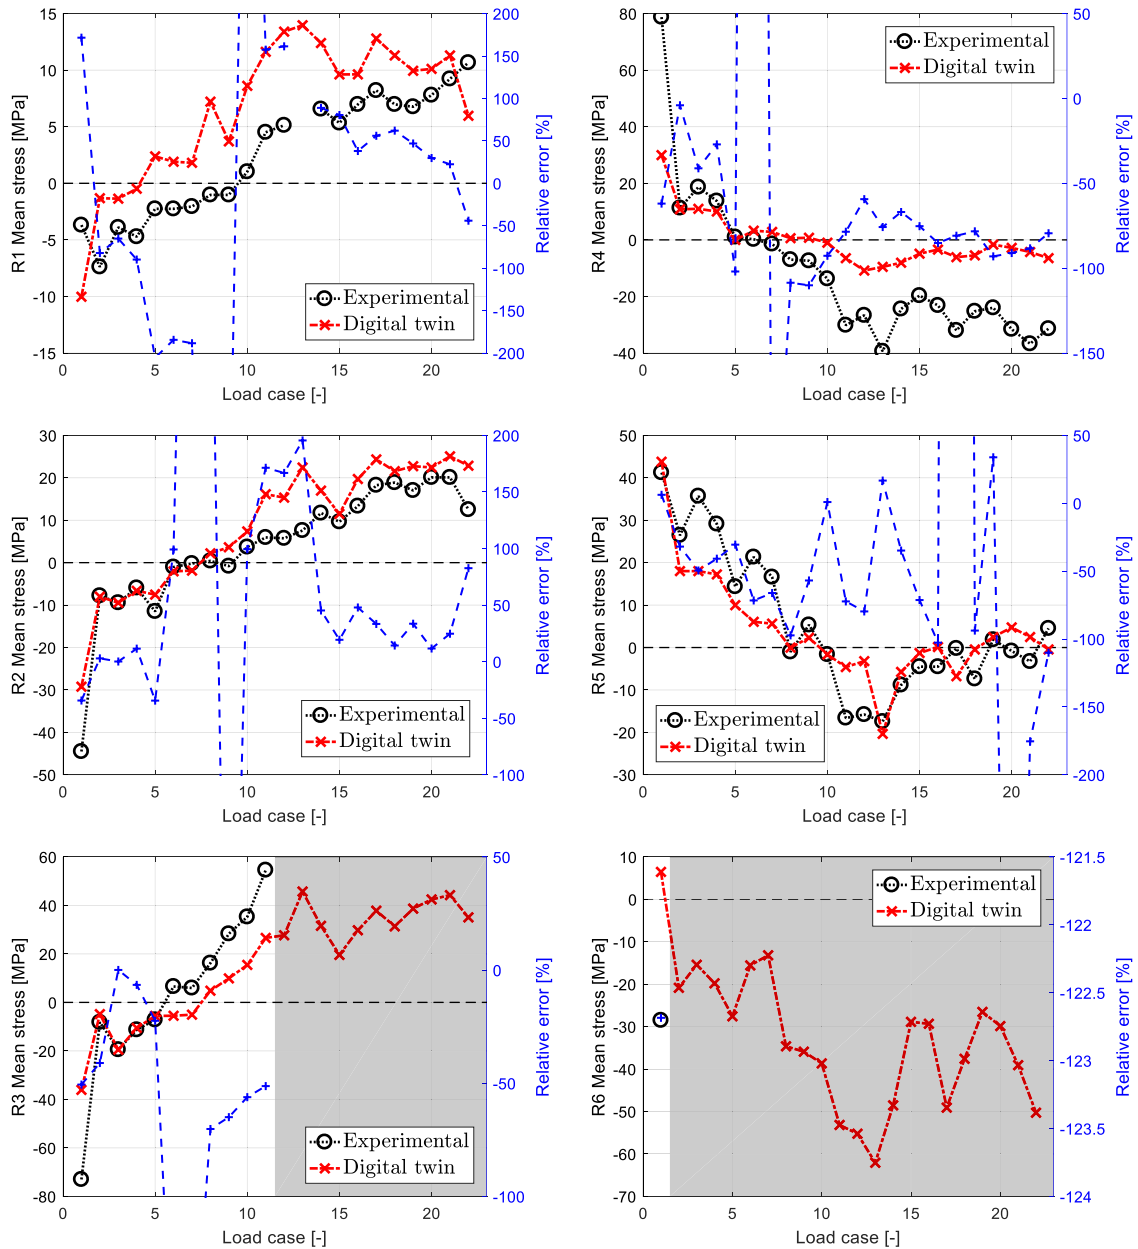 R1 Mean stress [MPa]
15
10
5
0
-5
-10
-15
200
150
100
50
0
-50
-100
-150
-200
Relative error [%]
Experimental
Digital twin
0 5 10 15 20
Load case [-]
R4 Mean stress [MPa]
80
60
40
20
0
-20
-40
50
0
-50
-100
-150
Relative error [%]
Experimental
Digital twin
0 5 10 15 20
Load case [-]
R2 Mean stress [MPa]
30
20
10
0
-10
-20
-30
-40
-50
200
150
100
50
0
-50
-100
Relative error [%]
Experimental
Digital twin
0 5 10 15 20
Load case [-]
R5 Mean stress [MPa]
50
40
30
20
10
0
-10
-20
-30
50
0
-50
-100
-150
-200
Relative error [%]
Experimental
Digital twin
0 5 10 15 20
Load case [-]
R3 Mean stress [MPa]
60
40
20
0
-20
-40
-60
-80
50
0
-50
-100
Relative error [%]
Experimental
Digital twin
0 5 10 15 20
Load case [-]
R6 Mean stress [MPa]
10
0
-10
-20
-30
-40
-50
-60
-70
-121.5
-122
-122.5
-123
-123.5
-124
Relative error [%]
Experimental
Digital twin
0 5 10 15 20
Load case [-]